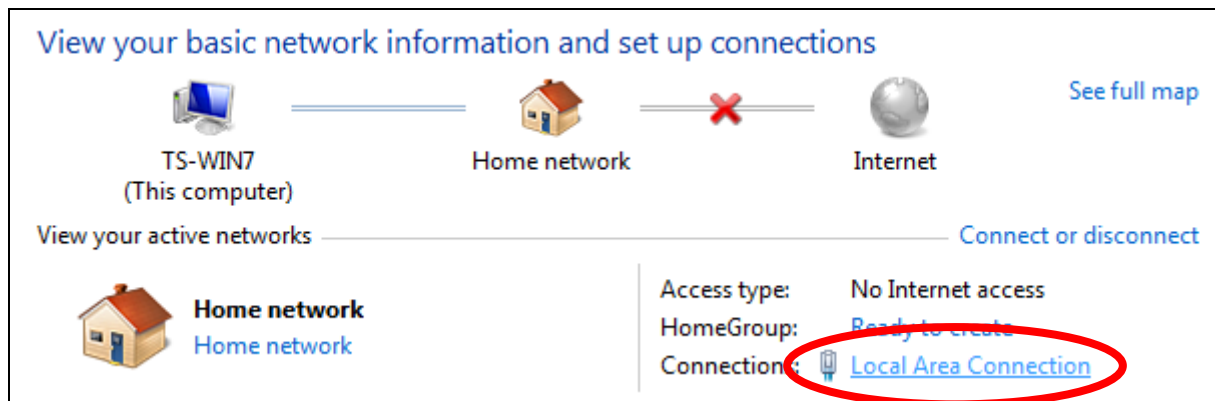 View your basic network information and set up connections
See full map
TS-WIN7
(This computer)
Home network
Internet
View your active networks
Connect or disconnect
Home network
Home network
Access type: No Internet access
HomeGroup: Ready to create
Connections: Local Area Connection